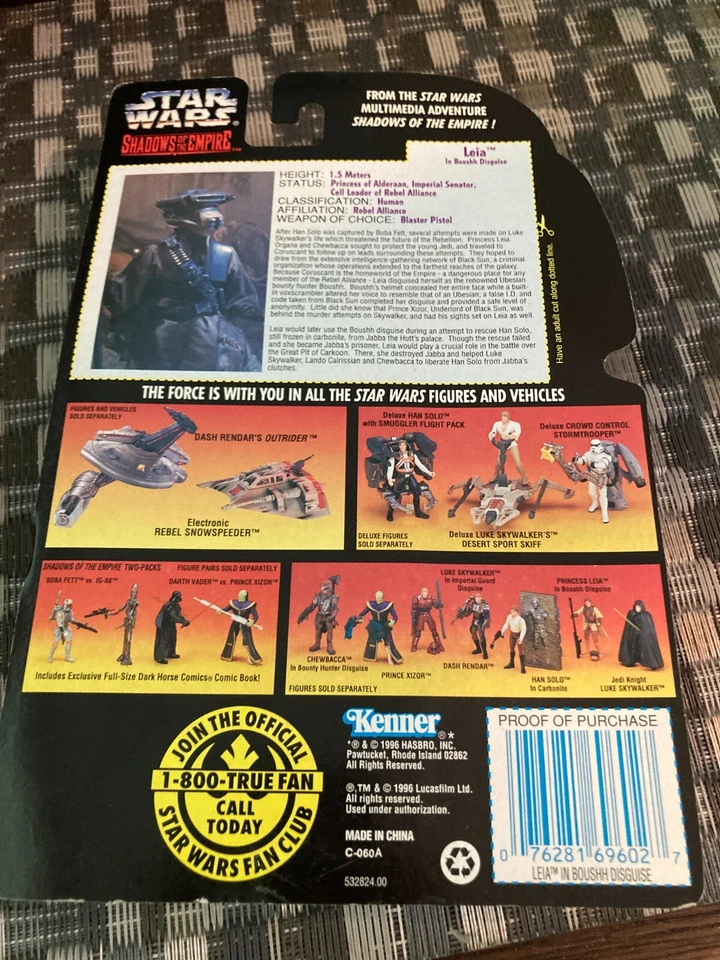 STAR
WARS®
SHADOWS OF THE EMPIRE™
FROM THE STAR WARS
MULTIMEDIA ADVENTURE
SHADOWS OF THE EMPIRE!
Leia™
In Boushh Disguise
HEIGHT: 1.5 Meters
STATUS: Princess of Alderaan, Imperial Senator,
Cell Leader of Rebel Alliance
CLASSIFICATION: Human
AFFILIATION: Rebel Alliance
WEAPON OF CHOICE: Blaster Pistol
After Han Solo was captured by Boba Fett, several attempts were made on Luke
Skywalker's life which threatened the future of the Rebellion. Princess Leia
Organa and Chewbacca sought to protect the young Jedi, and traveled to
Coruscant to follow up on leads surrounding these attempts. They hoped to
draw from the extensive intelligence-gathering network of Black Sun, a criminal
organization whose operations extended to the farthest reaches of the galaxy.
Because Coruscant is the homeworld of the Empire - a dangerous place for any
member of the Rebel Alliance - Leia disguised herself as the renowned Ubesian
bounty hunter Boushh. Boushh's helmet concealed her entire face while a built-
in voxscrambler altered her voice to resemble that of an Ubesian; a false I.D. and
code taken from Black Sun completed her disguise and provided a safe level of
anonymity. Little did she know that Prince Xizor, Underlord of Black Sun, was
behind the murder attempts on Skywalker, and had his sights set on Leia as well.
Leia would later use the Boushh disguise during an attempt to rescue Han Solo,
still frozen in carbonite, from Jabba the Hutt's palace. Though the rescue failed
and she became Jabba's prisoner, Leia would play a crucial role in the battle over
the Great Pit of Carkoon. There, she destroyed Jabba and helped Luke
Skywalker, Lando Calrissian and Chewbacca to liberate Han Solo from Jabba's
clutches.
Have an adult cut along dotted line.
THE FORCE IS WITH YOU IN ALL THE STAR WARS FIGURES AND VEHICLES
FIGURES AND VEHICLES
SOLD SEPARATELY
DASH RENDAR'S OUTRIDER™
Electronic
REBEL SNOWSPEEDER™
Deluxe HAN SOLO™
with SMUGGLER FLIGHT PACK
Deluxe CROWD CONTROL
STORMTROOPER™
DELUXE FIGURES
SOLD SEPARATELY
Deluxe LUKE SKYWALKER'S™
DESERT SPORT SKIFF
SHADOWS OF THE EMPIRE TWO-PACKS
FIGURE PAIRS SOLD SEPARATELY
BOBA FETT™ vs. IG-88™
DARTH VADER™ vs. PRINCE XIZOR™
Includes Exclusive Full-Size Dark Horse Comics® Comic Book!
LUKE SKYWALKER™
in Imperial Guard
Disguise
PRINCESS LEIA™
in Boushh Disguise
CHEWBACCA™
In Bounty Hunter Disguise
PRINCE XIZOR™
DASH RENDAR™
HAN SOLO™
In Carbonite
Jedi Knight
LUKE SKYWALKER™
FIGURES SOLD SEPARATELY
JOIN THE OFFICIAL
1-800-TRUE FAN
CALL
TODAY
STAR WARS FAN CLUB
Kenner®*
*® & © 1996 HASBRO, INC.
Pawtucket, Rhode Island 02862
All Rights Reserved.
®,TM & © 1996 Lucasfilm Ltd.
All rights reserved.
Used under authorization.
MADE IN CHINA
C-060A
532824.00
PROOF OF PURCHASE
0 76281 69602 7
LEIA™ IN BOUSHH DISGUISE